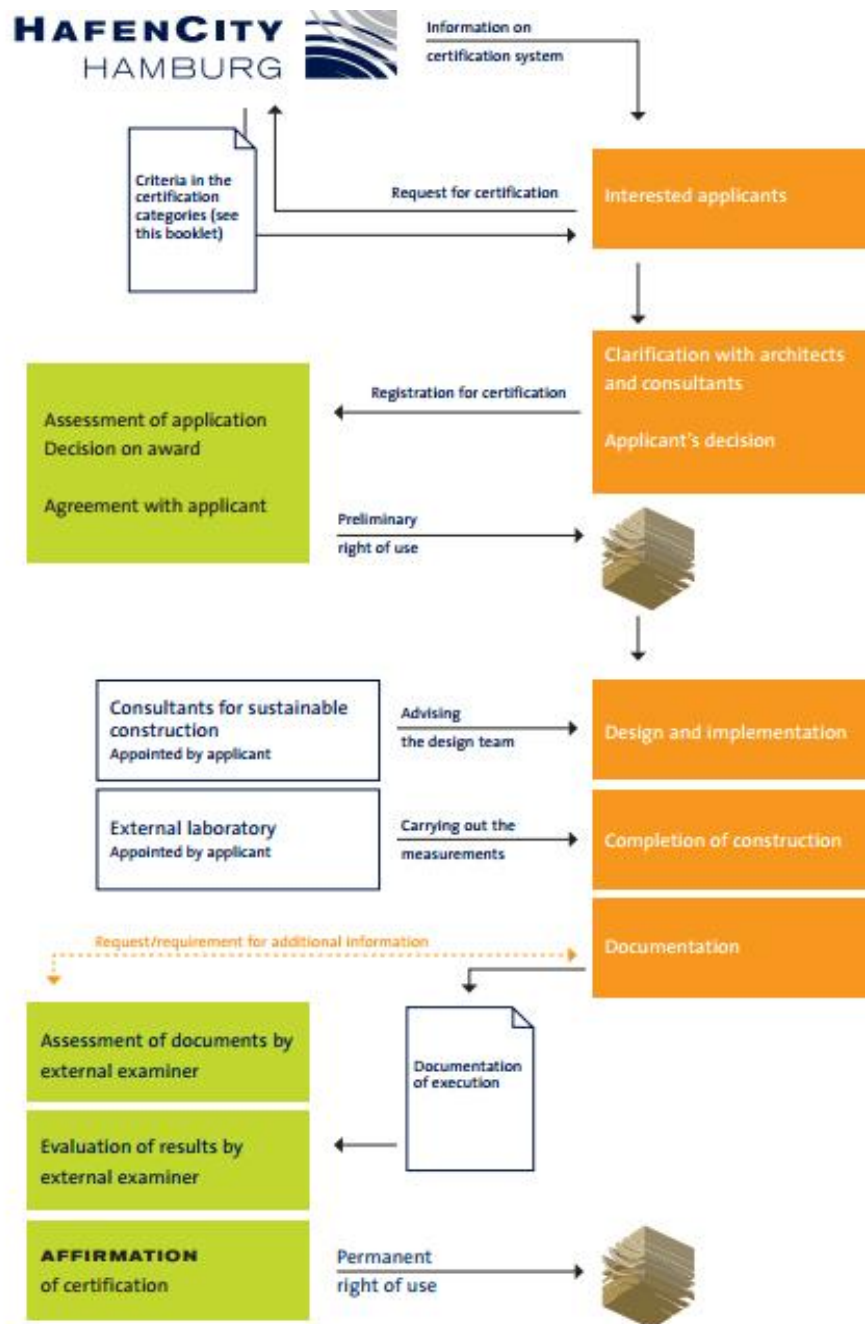 HAFENCITY
HAMBURG
Information on
certification system
Criteria in the
certification
categories (see
this booklet)
Request for certification
Interested applicants
Clarification with architects
and consultants
Applicant's decision
Registration for certification
Assessment of application
Decision on award
Agreement with applicant
Preliminary
right of use
Consultants for sustainable
construction
Appointed by applicant
Advising
the design team
Design and implementation
External laboratory
Appointed by applicant
Carrying out the
measurements
Completion of construction
Request/requirement for additional information
Documentation
Assessment of documents by
external examiner
Documentation
of execution
Evaluation of results by
external examiner
AFFIRMATION
of certification
Permanent
right of use